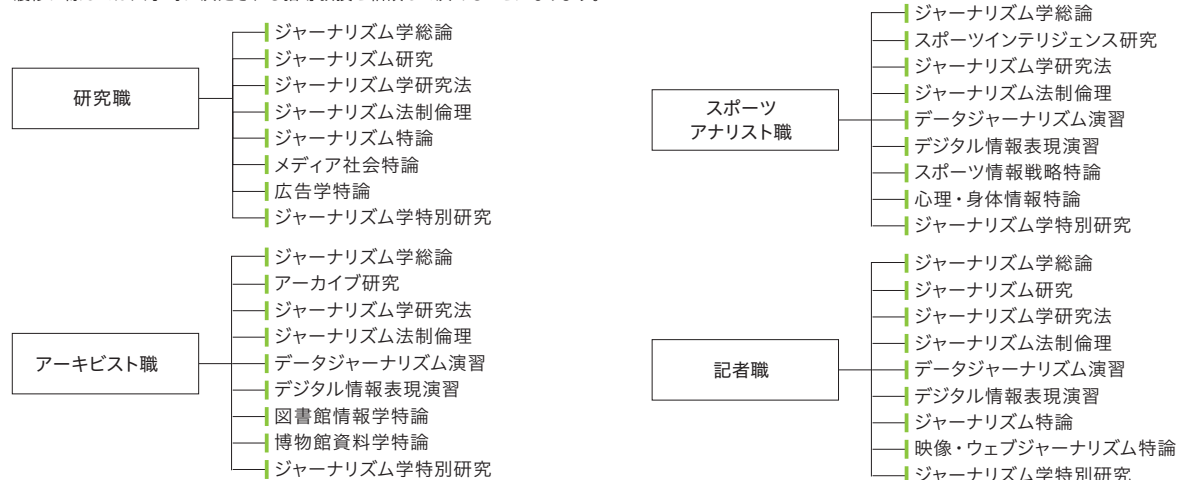 研究職
ジャーナリズム学総論
ジャーナリズム研究
ジャーナリズム学研究法
ジャーナリズム法制倫理
ジャーナリズム特論
メディア社会特論
広告学特論
ジャーナリズム学特別研究
スポーツ
アナリスト職
ジャーナリズム学総論
スポーツインテリジェンス研究
ジャーナリズム学研究法
ジャーナリズム法制倫理
データジャーナリズム演習
デジタル情報表現演習
スポーツ情報戦略特論
心理・身体情報特論
ジャーナリズム学特別研究
アーキビスト職
ジャーナリズム学総論
アーカイブ研究
ジャーナリズム学研究法
ジャーナリズム法制倫理
データジャーナリズム演習
デジタル情報表現演習
図書館情報学特論
博物館資料学特論
ジャーナリズム学特別研究
記者職
ジャーナリズム学総論
ジャーナリズム研究
ジャーナリズム学研究法
ジャーナリズム法制倫理
データジャーナリズム演習
デジタル情報表現演習
ジャーナリズム特論
映像・ウェブジャーナリズム特論
ジャーナリズム学特別研究